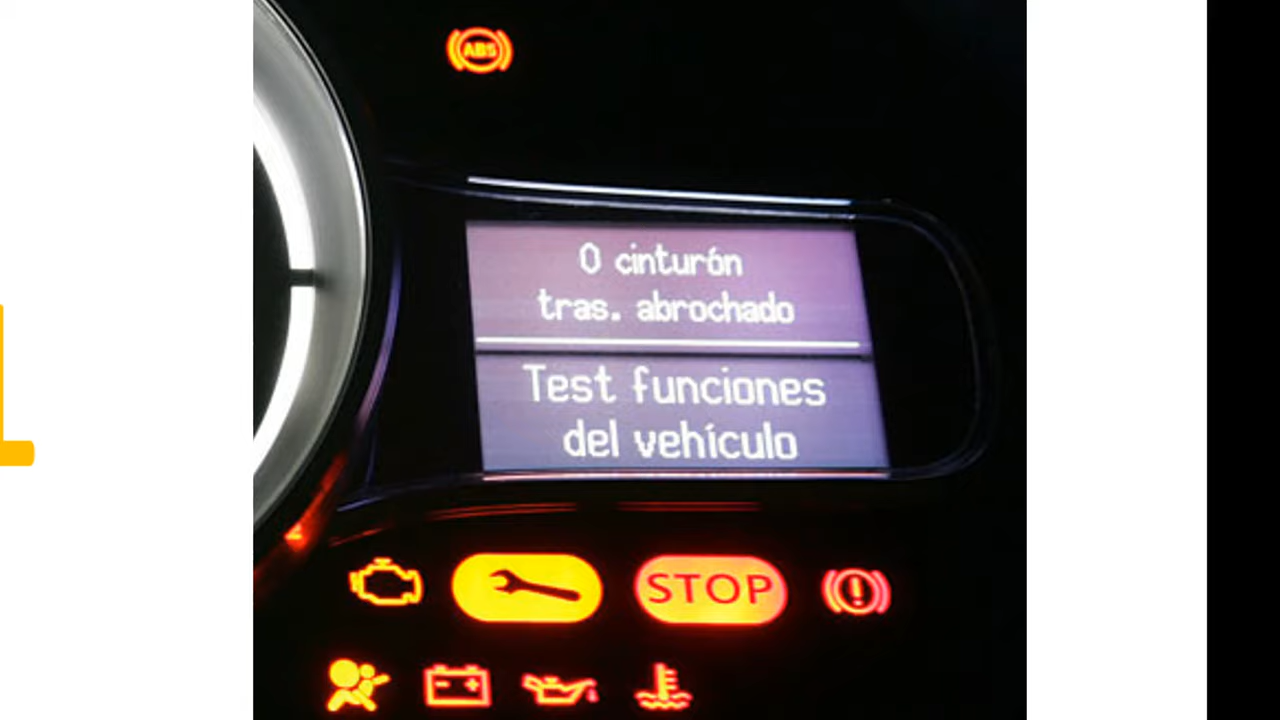 ABS
0 cinturón
tras. abrochado
Test funciones
del vehículo
STOP